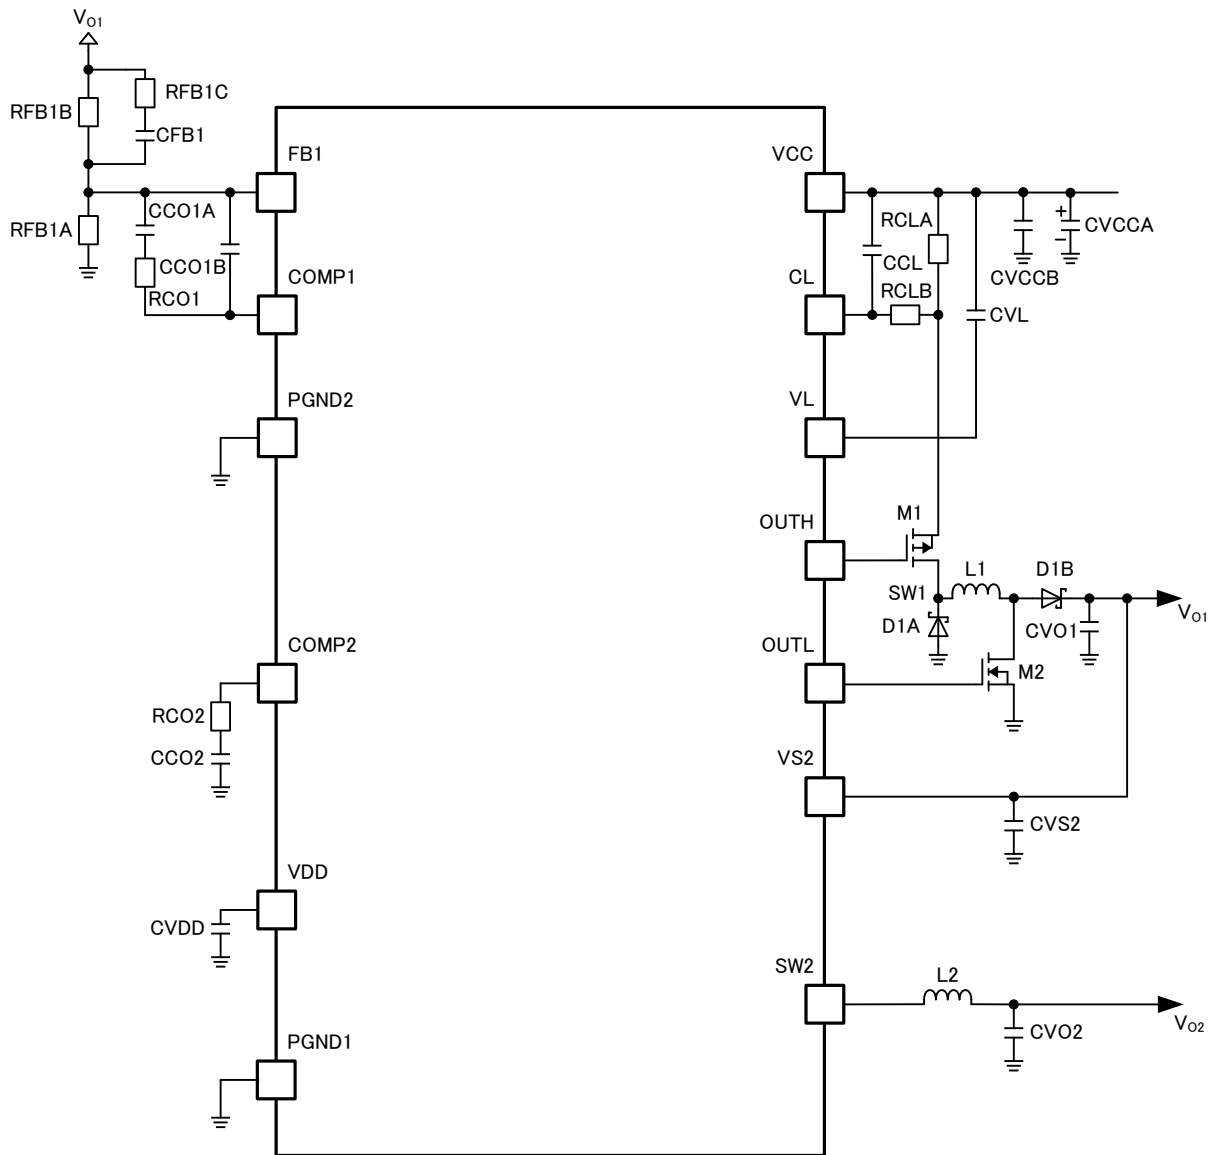 VO1
RFB1B
RFB1C
CFB1
FB1
RFB1A
CCO1A
CCO1B
RCO1
COMP1
PGND2
COMP2
RCO2
CCO2
VDD
CVDD
PGND1
VCC
RCLA
CCL
CL
RCLB
CVCCB
+
−
CVCCA
CVL
VL
OUTH
M1
SW1
L1
D1B
D1A
CVO1
VO1
OUTL
M2
VS2
CVS2
SW2
L2
CVO2
VO2